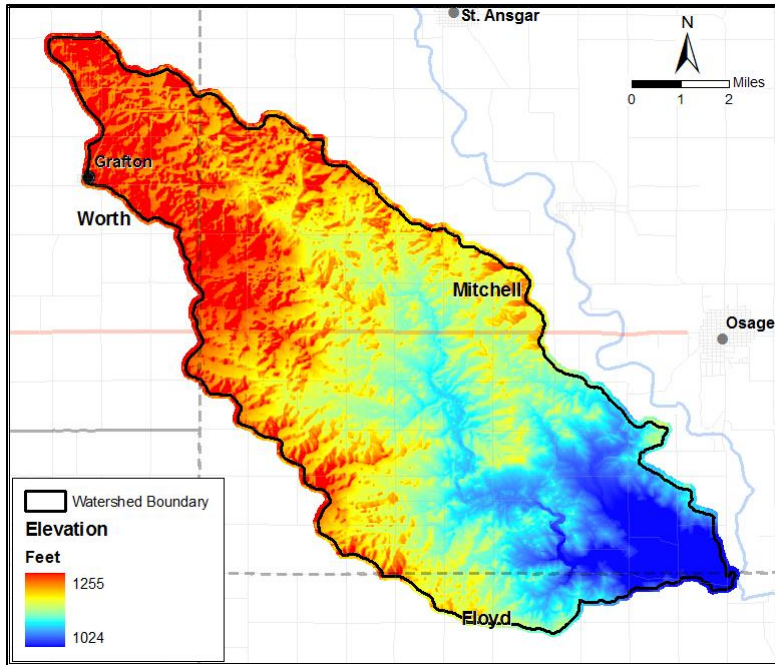 St. Ansgar
N
Miles
0 1 2
Grafton
Worth
Mitchell
Osage
Floyd
Watershed Boundary
Elevation
Feet
1255
1024